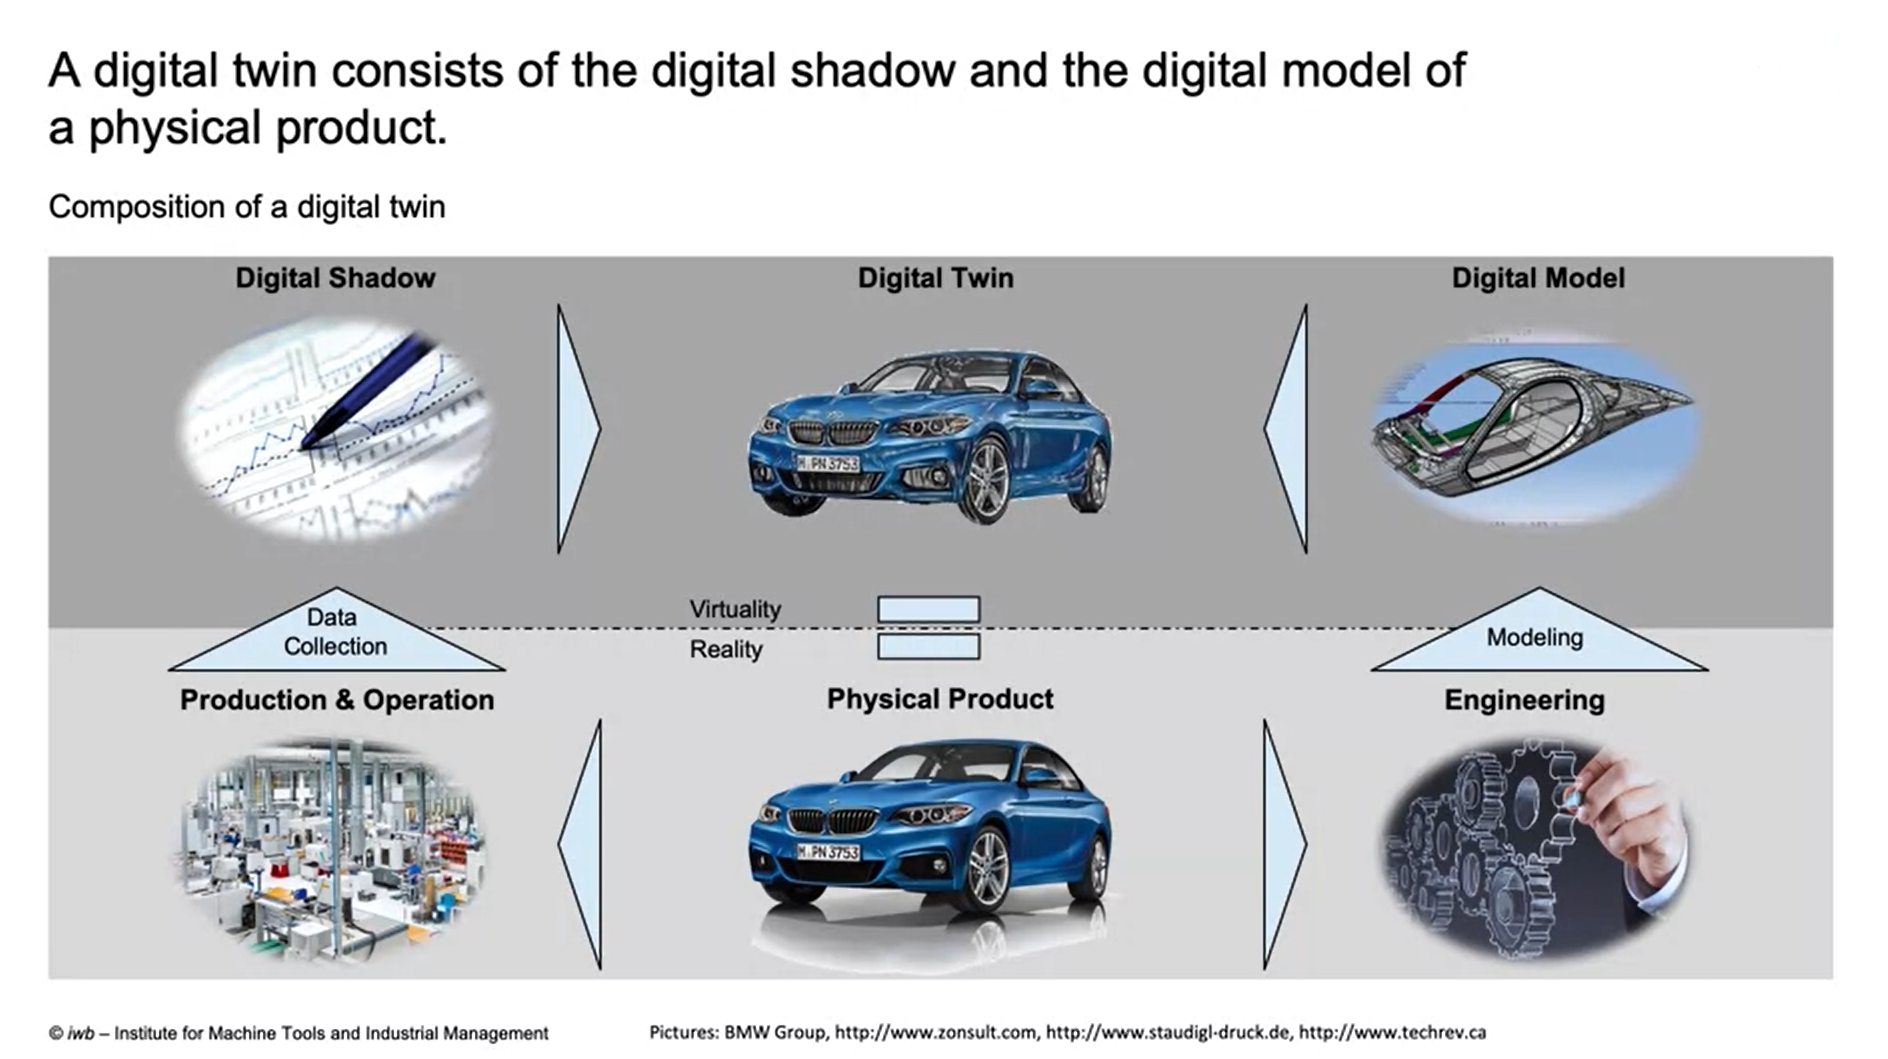 A digital twin consists of the digital shadow and the digital model of
a physical product.
Composition of a digital twin
Digital Shadow
Digital Twin
Digital Model
M PN 3753
Data
Collection
Virtuality
Reality
Modeling
Production & Operation
Physical Product
Engineering
M PN 3753
© iwb – Institute for Machine Tools and Industrial Management
Pictures: BMW Group, http://www.zonsult.com, http://www.staudigl-druck.de, http://www.techrev.ca